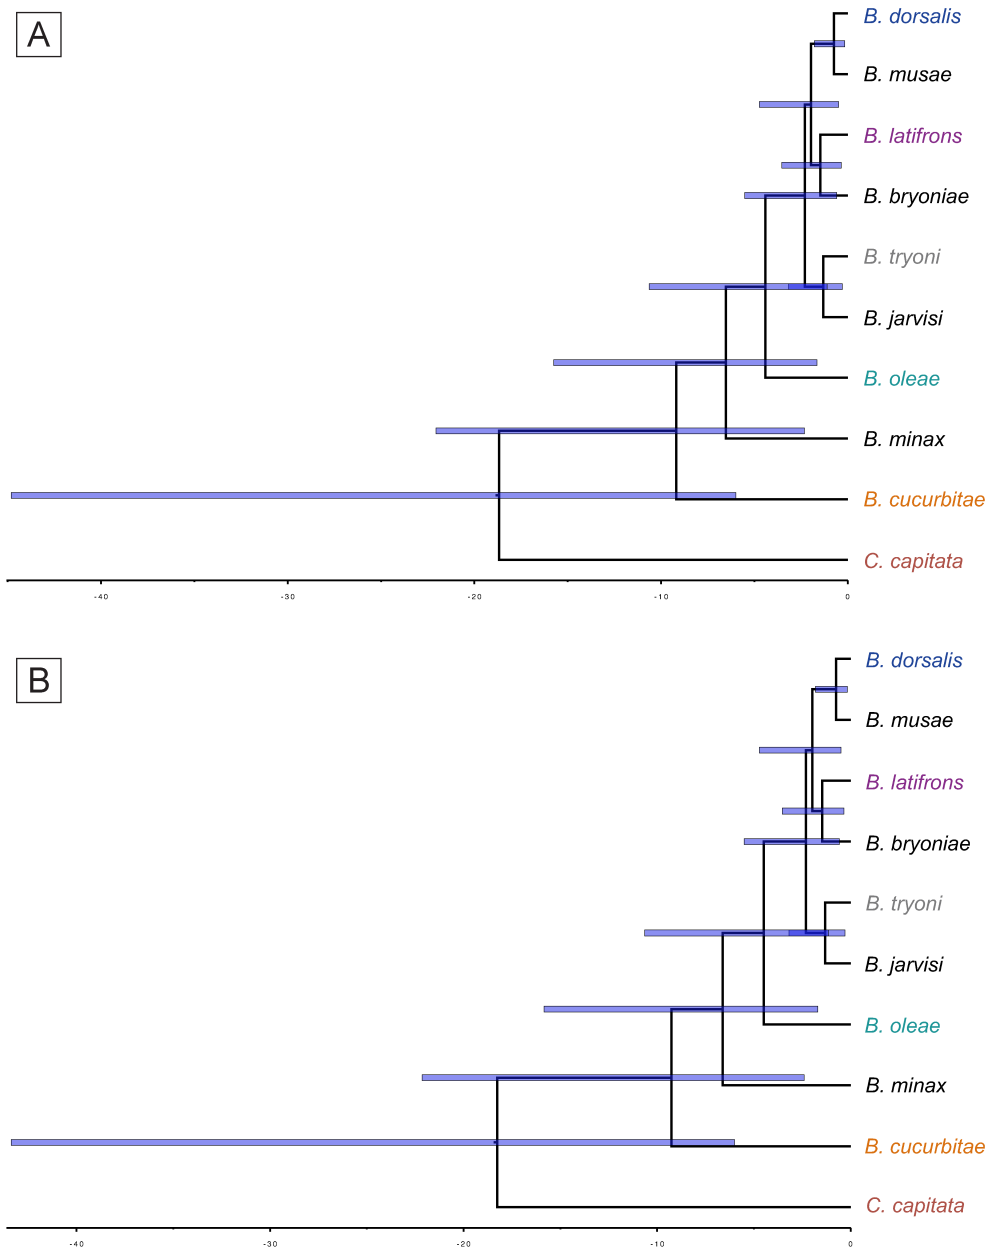 A
B. dorsalis
B. musae
B. latifrons
B. bryoniae
B. tryoni
B. jarvisi
B. oleae
B. minax
B. cucurbitae
C. capitata
-40 -30 -20 -10 0
B
B. dorsalis
B. musae
B. latifrons
B. bryoniae
B. tryoni
B. jarvisi
B. oleae
B. minax
B. cucurbitae
C. capitata
-40 -30 -20 -10 0